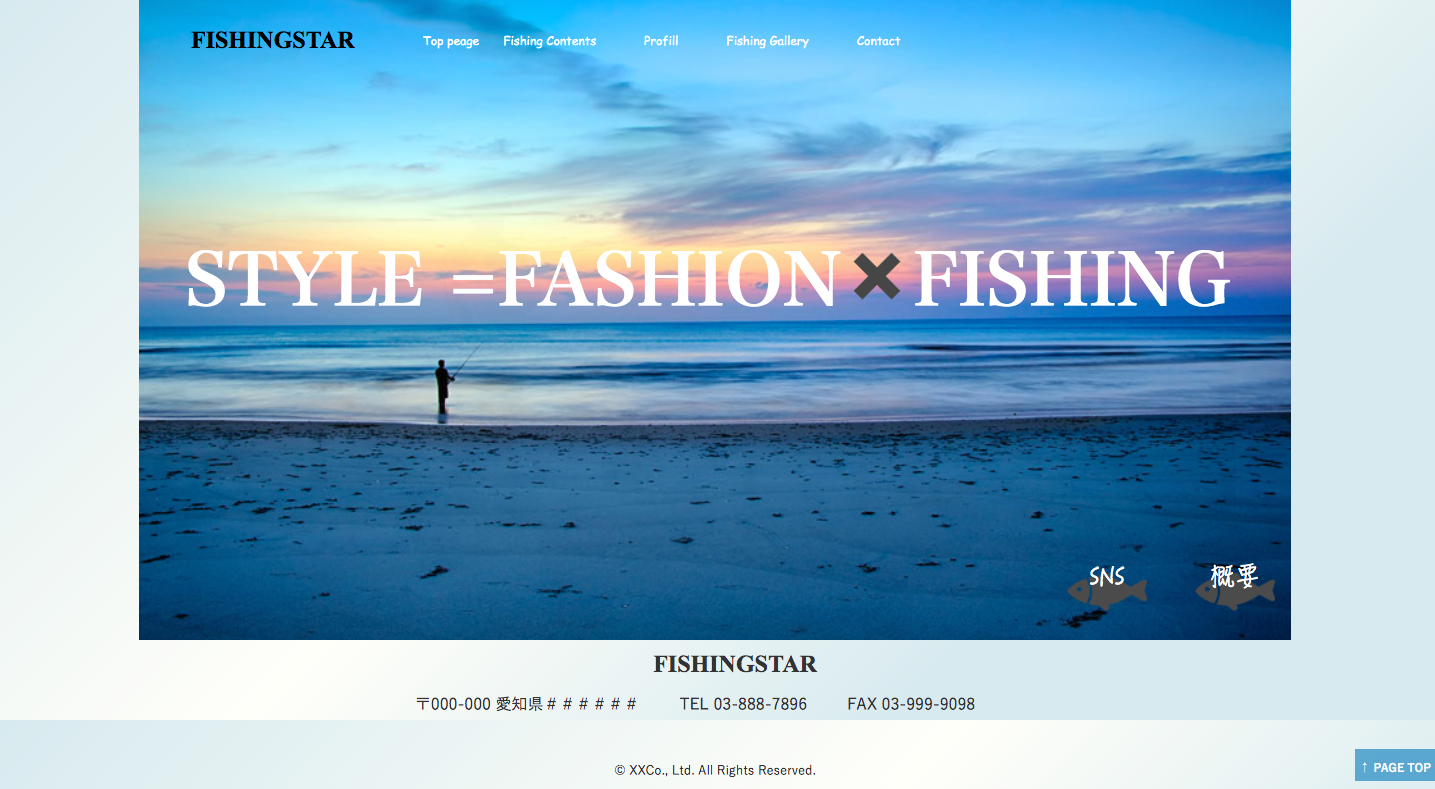 FISHINGSTAR Top peage Fishing Contents Profill Fishing Gallery Contact
STYLE =FASHION✖FISHING
SNS 概要
FISHINGSTAR
〒000-000 愛知県＃＃＃＃＃＃ TEL 03-888-7896 FAX 03-999-9098
↑ PAGE TOP
© XXCo., Ltd. All Rights Reserved.